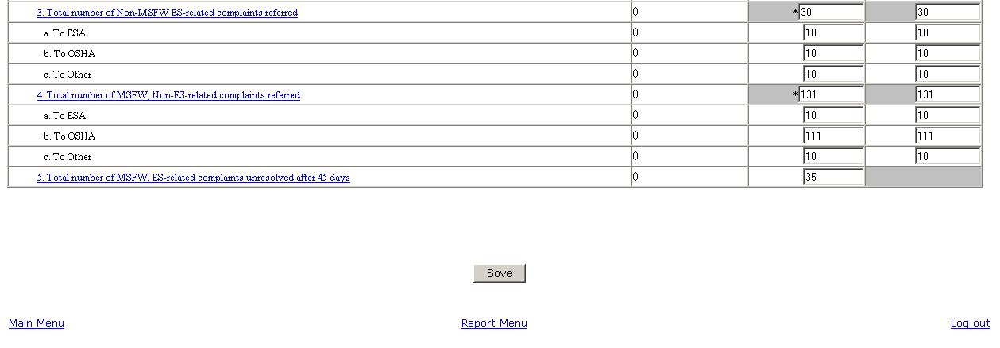 3. Total number of Non-MSFW ES-related complaints referred 0 *30 30
a. To ESA 0 10 10
b. To OSHA 0 10 10
c. To Other 0 10 10
4. Total number of MSFW, Non-ES-related complaints referred 0 *131 131
a. To ESA 0 10 10
b. To OSHA 0 111 111
c. To Other 0 10 10
5. Total number of MSFW, ES-related complaints unresolved after 45 days 0 35
Save
Main Menu Report Menu Log out